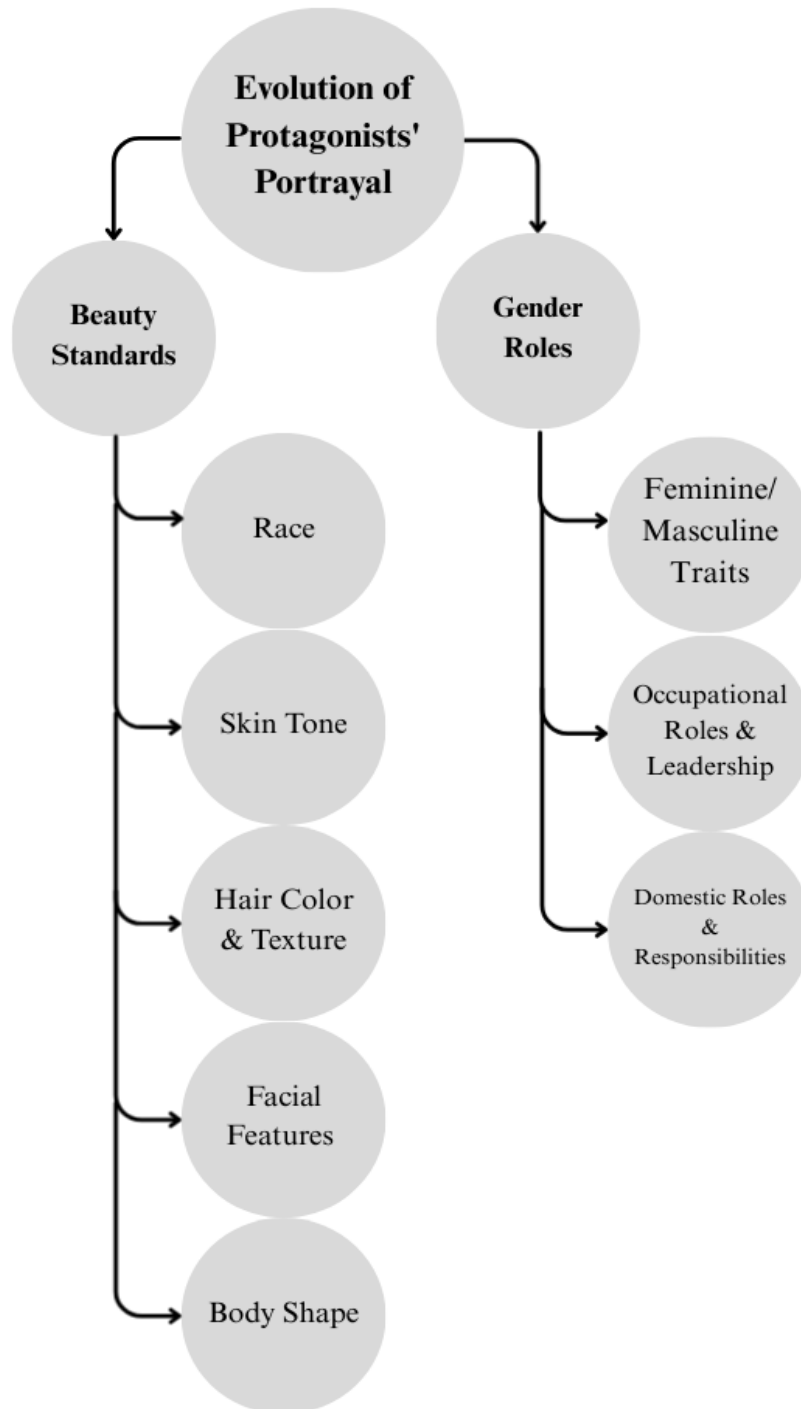 Evolution of
Protagonists'
Portrayal
Beauty
Standards
Gender
Roles
Race
Skin Tone
Hair Color
& Texture
Facial
Features
Body Shape
Feminine/
Masculine
Traits
Occupational
Roles &
Leadership
Domestic Roles
&
Responsibilities